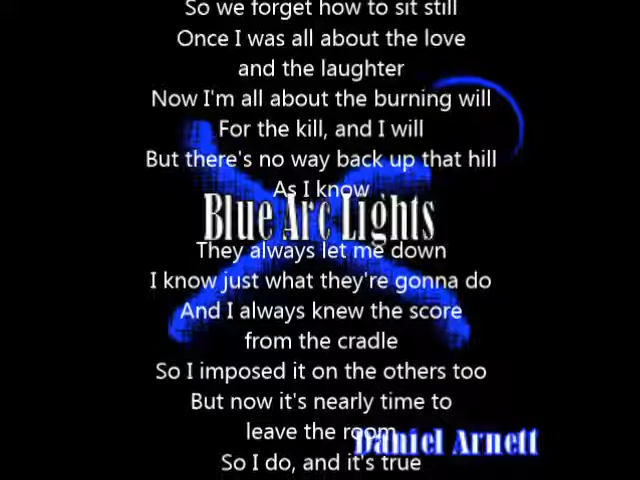 So we forget how to sit still
Once I was all about the love
and the laughter
Now I'm all about the burning will
For the kill, and I will
But there's no way back up that hill
As I know
Blue Arc Lights
They always let me down
I know just what they're gonna do
And I always knew the score
from the cradle
So I imposed it on the others too
But now it's nearly time to
leave the room
Daniel Arnett
So I do, and it's true